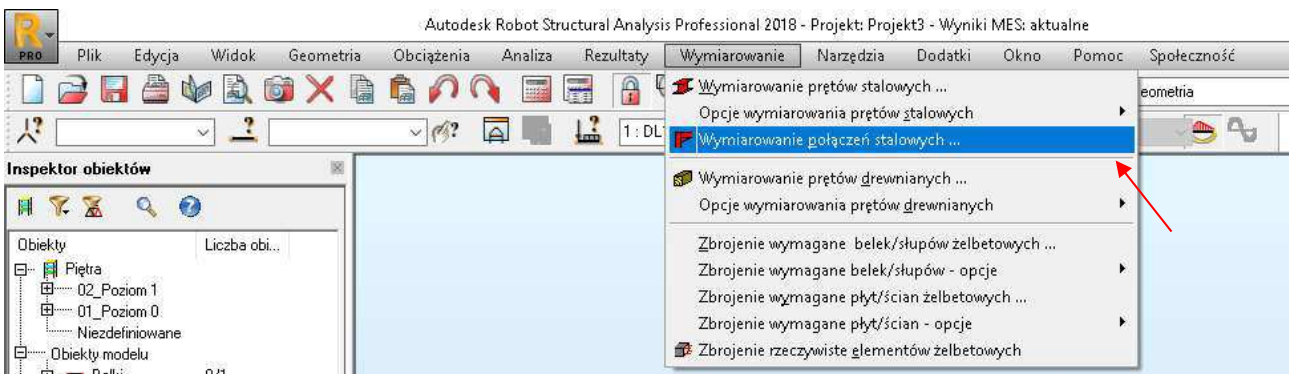 Autodesk Robot Structural Analysis Professional 2018 - Projekt: Projekt3 - Wyniki MES: aktualne
PRO Plik Edycja Widok Geometria Obciążenia Analiza Rezultaty Wymiarowanie Narzędzia Dodatki Okno Pomoc Społeczność
Wymiarowanie prętów stalowych ...
eometria
Opcje wymiarowania prętów stalowych
1 : DL
Wymiarowanie połączeń stalowych ...
Inspektor obiektów
Wymiarowanie prętów drewnianych ...
Opcje wymiarowania prętów drewnianych
Obiekty Liczba obi...
Zbrojenie wymagane belek/słupów żelbetowych ...
Piętra
Zbrojenie wymagane belek/słupów - opcje
02_Poziom 1
Zbrojenie wymagane płyt/ścian żelbetowych ...
01_Poziom 0
Zbrojenie wymagane płyt/ścian - opcje
Niezdefiniowane
Zbrojenie rzeczywiste elementów żelbetowych
Obiekty modelu